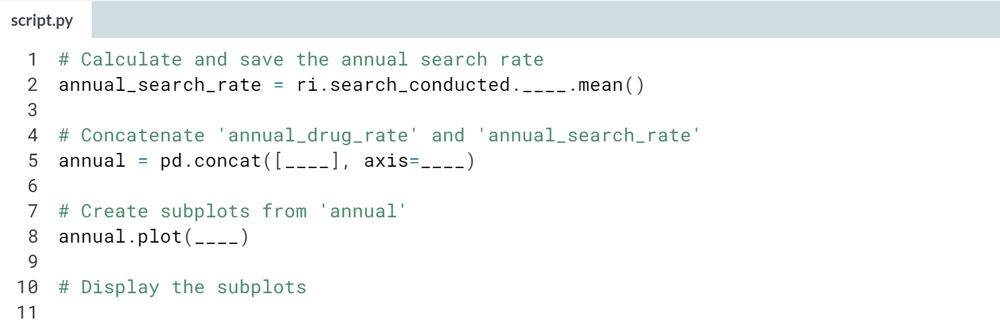 script.py
1 # Calculate and save the annual search rate
2 annual_search_rate = ri.search_conducted.____.mean()
3
4 # Concatenate 'annual_drug_rate' and 'annual_search_rate'
5 annual = pd.concat([____], axis=____)
6
7 # Create subplots from 'annual'
8 annual.plot(____)
9
10 # Display the subplots
11